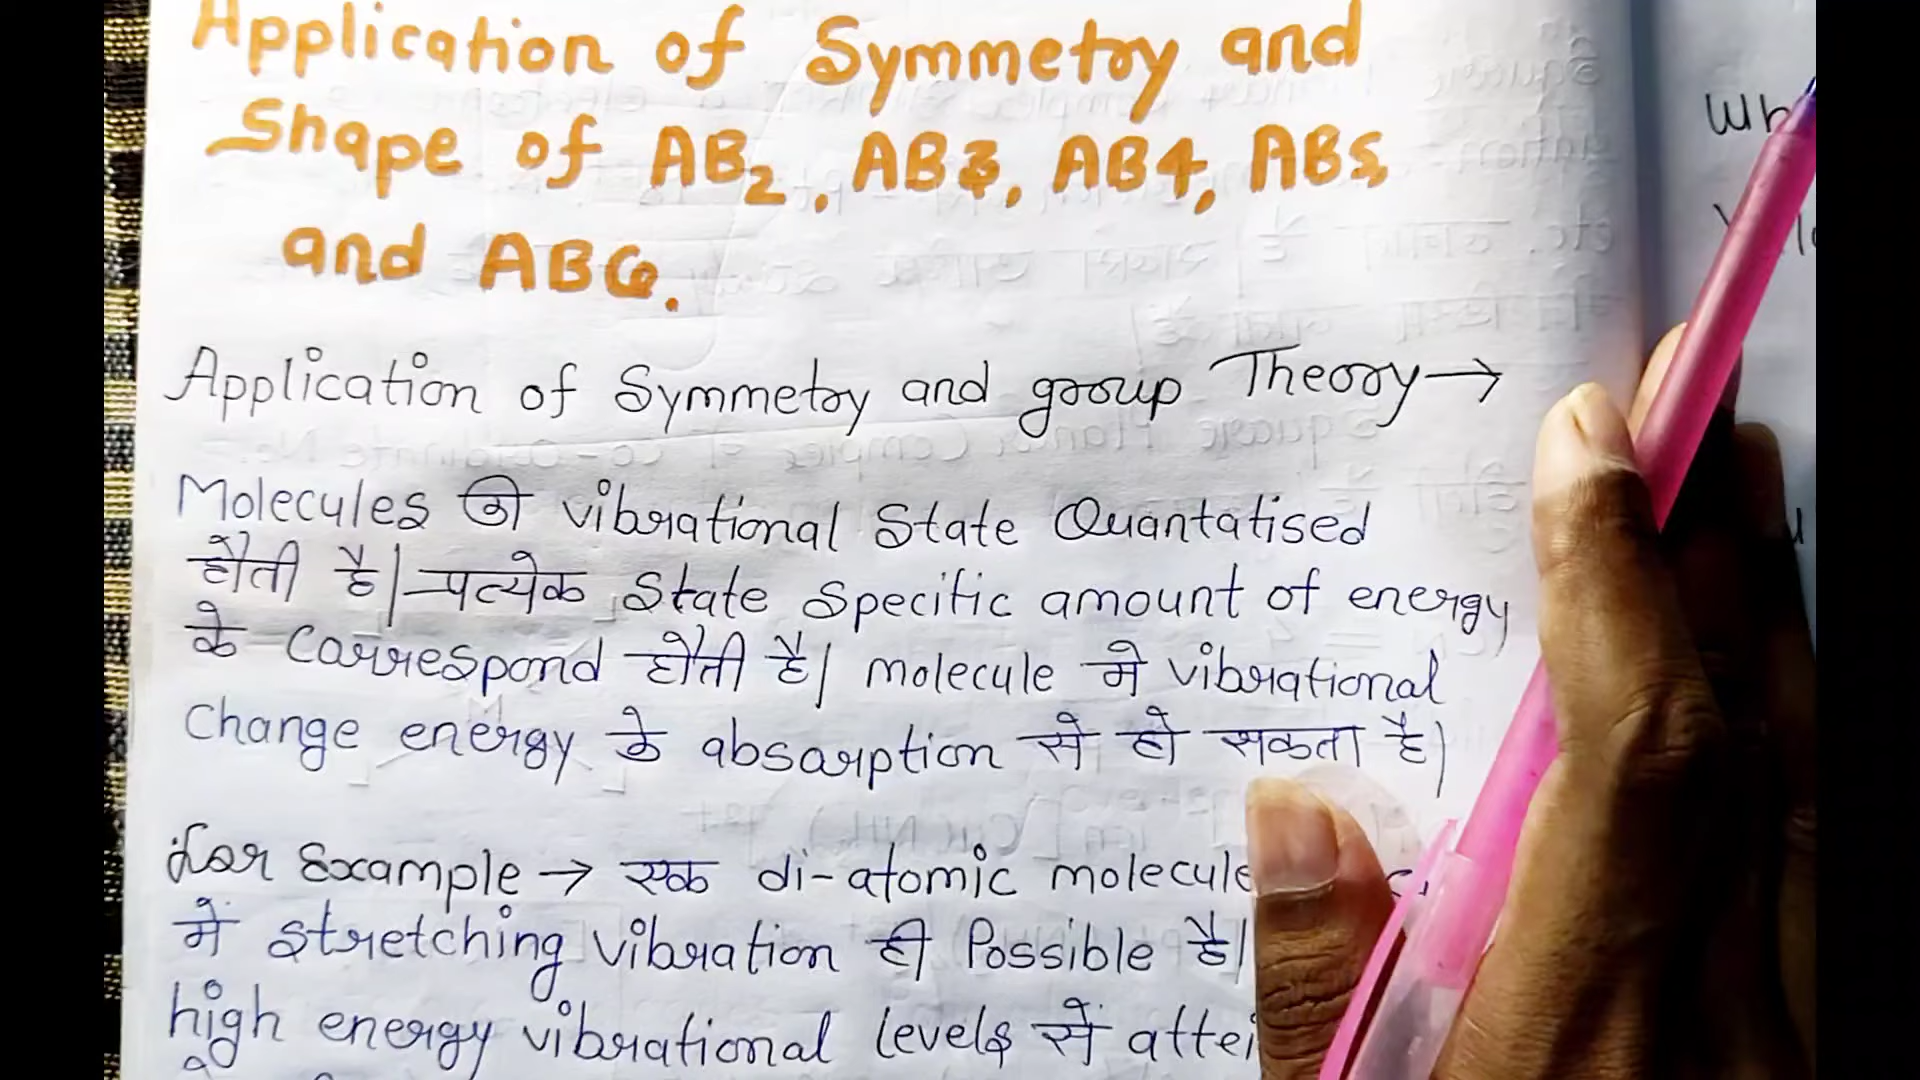 Application of Symmetry and
Shape of AB2, AB3, AB4, AB5,
and AB6.
Application of Symmetry and group Theory →
Molecules की vibrational State Quantatised
होती है। प्रत्येक State Specific amount of energy
के Correspond होती है। molecule मे vibrational
Change energy के absorption से हो सकता है।
for Example → एक di-atomic molecule
में stretching vibration ही Possible है।
high energy vibrational levels से